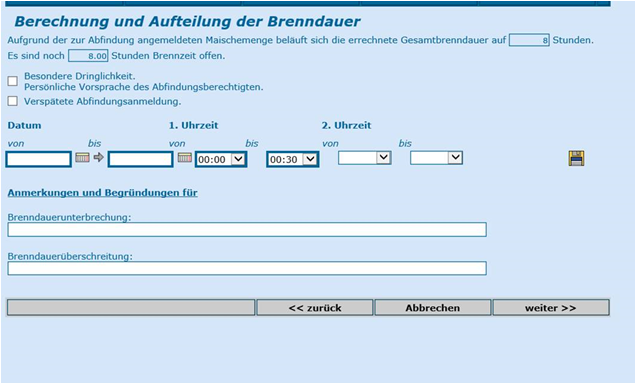 Berechnung und Aufteilung der Brenndauer
Aufgrund der zur Abfindung angemeldeten Maischemenge beläuft sich die errechnete Gesamtbrenndauer auf 8 Stunden.
Es sind noch 8.00 Stunden Brennzeit offen.
Besondere Dringlichkeit.
Persönliche Vorsprache des Abfindungsberechtigten.
Verspätete Abfindungsanmeldung.
Datum 1. Uhrzeit 2. Uhrzeit
von bis von bis von bis
00:00 00:30
Anmerkungen und Begründungen für
Brenndauerunterbrechung:
Brenndauerüberschreitung:
<< zurück Abbrechen weiter >>